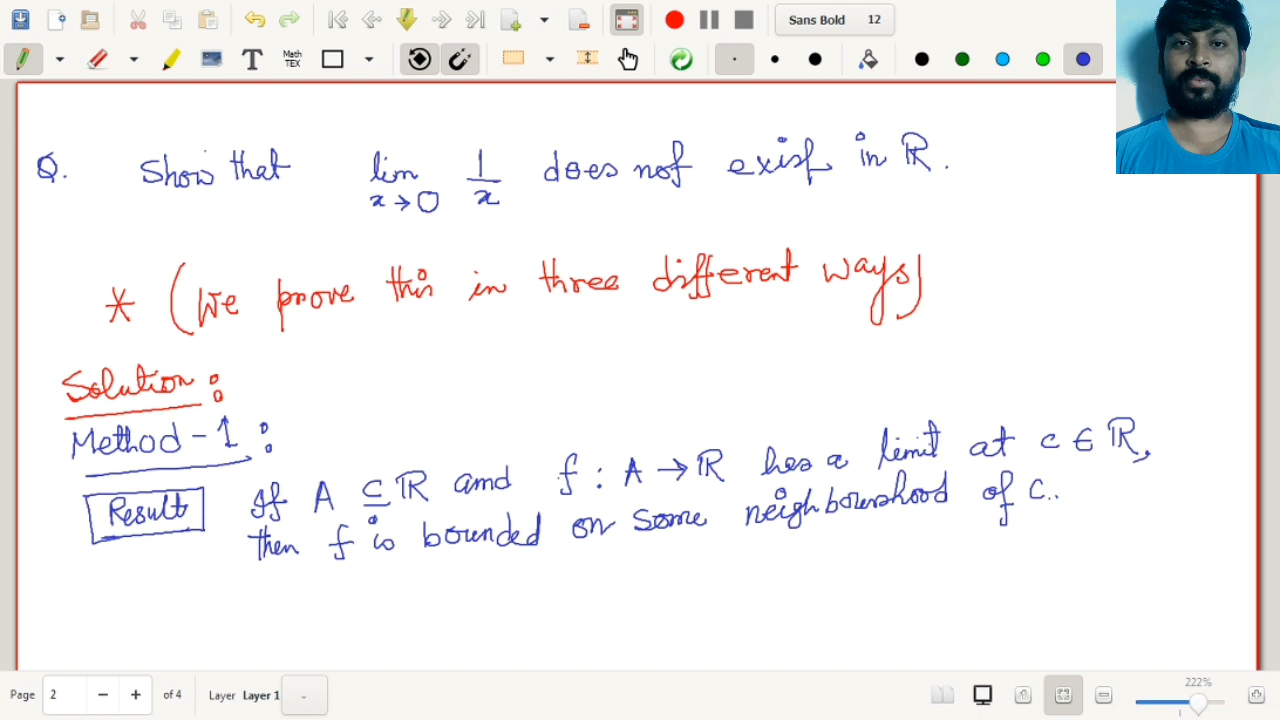 Sans Bold 12
Math TEX
Q. Show that lim x→0 1/x does not exist in ℝ.
* (We prove this in three different ways)
Solution:
Method - 1:
Result If A ⊆ ℝ and f : A → ℝ has a limit at c ∈ ℝ,
then f is bounded on some neighbourhood of c..
Page 2 of 4 Layer Layer 1 222%